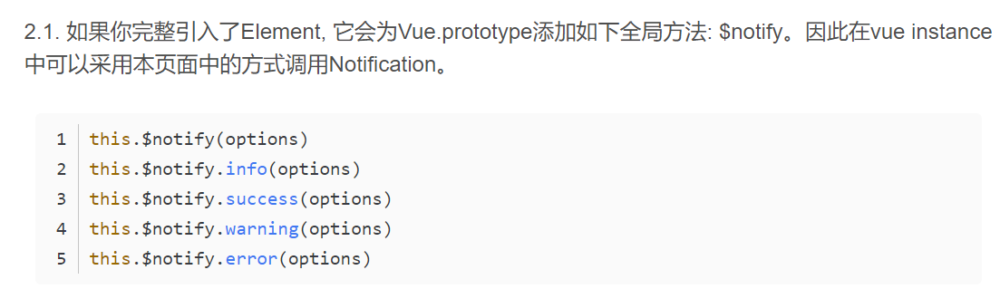 2.1. 如果你完整引入了Element, 它会为Vue.prototype添加如下全局方法: $notify。因此在vue instance
中可以采用本页面中的方式调用Notification。
1 this.$notify(options)
2 this.$notify.info(options)
3 this.$notify.success(options)
4 this.$notify.warning(options)
5 this.$notify.error(options)